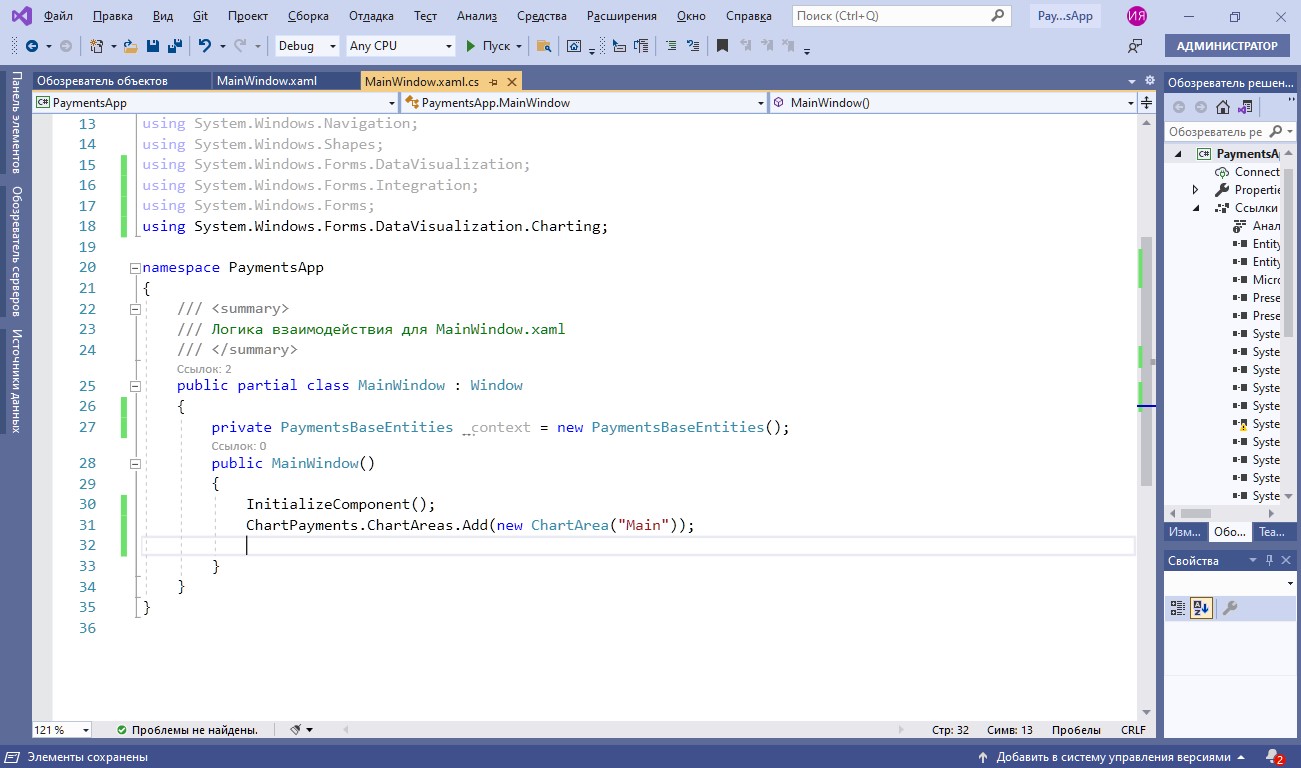 Файл Правка Вид Git Проект Сборка Отладка Тест Анализ Средства Расширения Окно Справка Поиск (Ctrl+Q) Pay...sApp ИЯ
Debug Any CPU Пуск АДМИНИСТРАТОР
Панель элементов
Обозреватель серверов
Источники данных
Обозреватель объектов MainWindow.xaml MainWindow.xaml.cs
PaymentsApp PaymentsApp.MainWindow MainWindow()
13 using System.Windows.Navigation;
14 using System.Windows.Shapes;
15 using System.Windows.Forms.DataVisualization;
16 using System.Windows.Forms.Integration;
17 using System.Windows.Forms;
18 using System.Windows.Forms.DataVisualization.Charting;
19
20 namespace PaymentsApp
21 {
22 /// <summary>
23 /// Логика взаимодействия для MainWindow.xaml
24 /// </summary>
Ссылок: 2
25 public partial class MainWindow : Window
26 {
27 private PaymentsBaseEntities _context = new PaymentsBaseEntities();
Ссылок: 0
28 public MainWindow()
29 {
30 InitializeComponent();
31 ChartPayments.ChartAreas.Add(new ChartArea("Main"));
32
33 }
34 }
35 }
36
121 % Проблемы не найдены. Стр: 32 Симв: 13 Пробелы CRLF
Обозреватель решен...
Обозреватель ре
PaymentsA
Connect
Propertie
Ссылки
Анал
Entity
Entity
Micro
Prese
Prese
Syste
Syste
Syste
Syste
Syste
Syste
Syste
Syste
Syste
Syste
Изм... Обо... Tea...
Свойства
Элементы сохранены Добавить в систему управления версиями 2